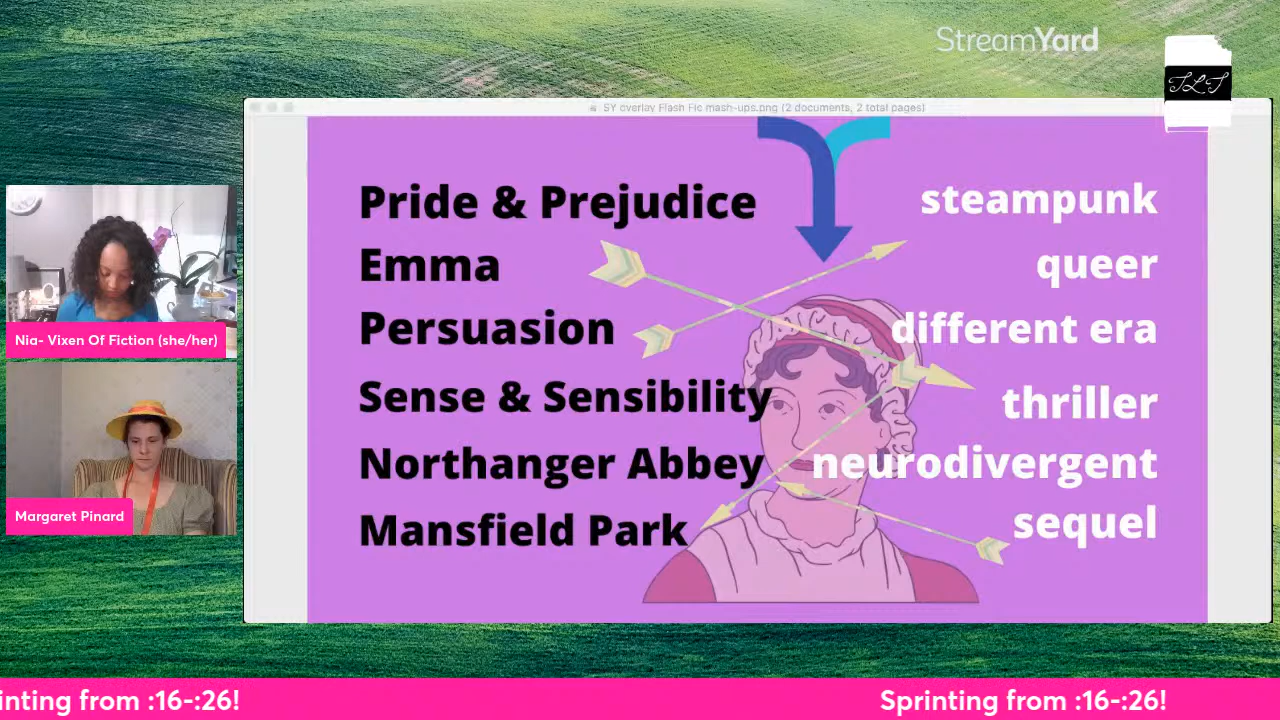 StreamYard
TLF
SY overlay Flash Fic mash-ups.png (2 documents, 2 total pages)
Pride & Prejudice
Emma
Persuasion
Sense & Sensibility
Northanger Abbey
Mansfield Park
steampunk
queer
different era
thriller
neurodivergent
sequel
Nia- Vixen Of Fiction (she/her)
Margaret Pinard
inting from :16-:26!
Sprinting from :16-:26!